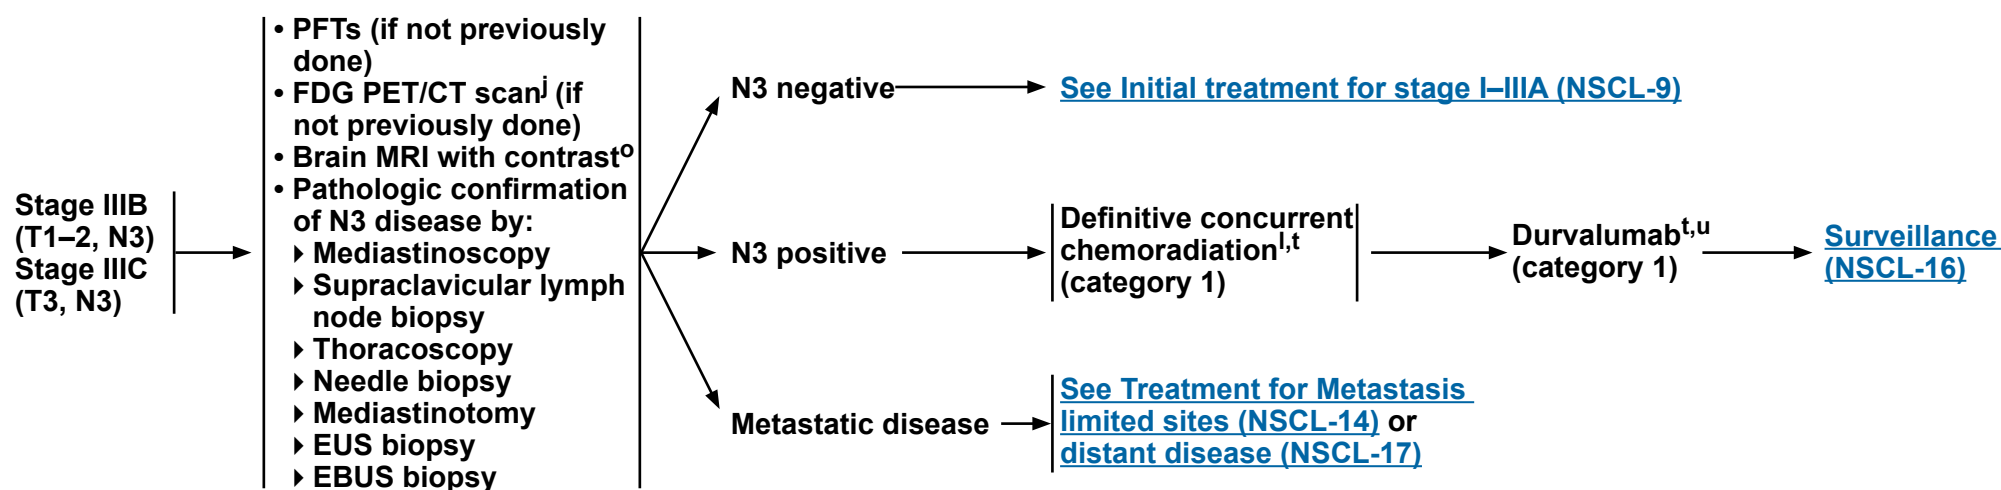 Stage IIIB
(T1–2, N3)
Stage IIIC
(T3, N3)
• PFTs (if not previously
done)
• FDG PET/CT scanj (if
not previously done)
• Brain MRI with contrasto
• Pathologic confirmation
of N3 disease by:
▸ Mediastinoscopy
▸ Supraclavicular lymph
node biopsy
▸ Thoracoscopy
▸ Needle biopsy
▸ Mediastinotomy
▸ EUS biopsy
▸ EBUS biopsy
N3 negative
See Initial treatment for stage I–IIIA (NSCL-9)
N3 positive
Definitive concurrent
chemoradiationl,t
(category 1)
Durvalumabt,u
(category 1)
Surveillance
(NSCL-16)
Metastatic disease
See Treatment for Metastasis
limited sites (NSCL-14) or
distant disease (NSCL-17)